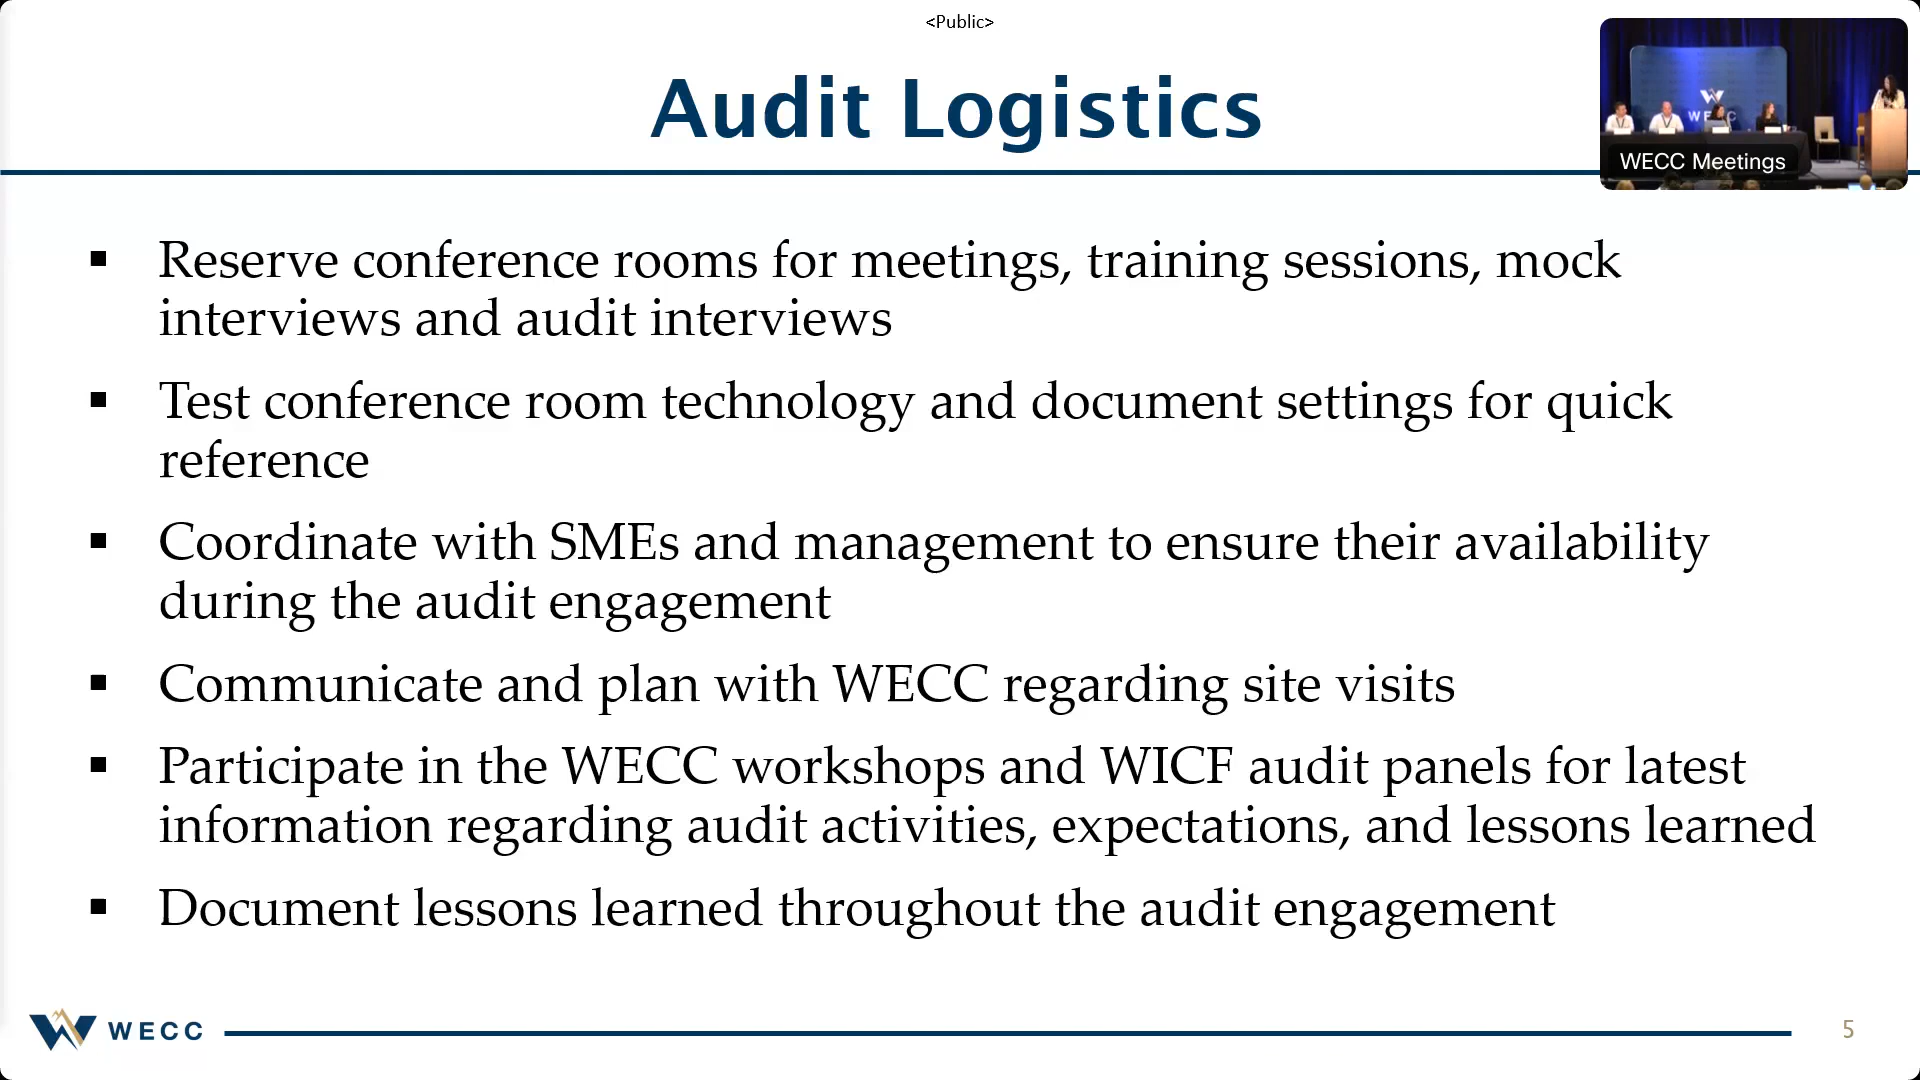 <Public>
Audit Logistics
WECC
WECC Meetings
▪ Reserve conference rooms for meetings, training sessions, mock
interviews and audit interviews
▪ Test conference room technology and document settings for quick
reference
▪ Coordinate with SMEs and management to ensure their availability
during the audit engagement
▪ Communicate and plan with WECC regarding site visits
▪ Participate in the WECC workshops and WICF audit panels for latest
information regarding audit activities, expectations, and lessons learned
▪ Document lessons learned throughout the audit engagement
WECC
5